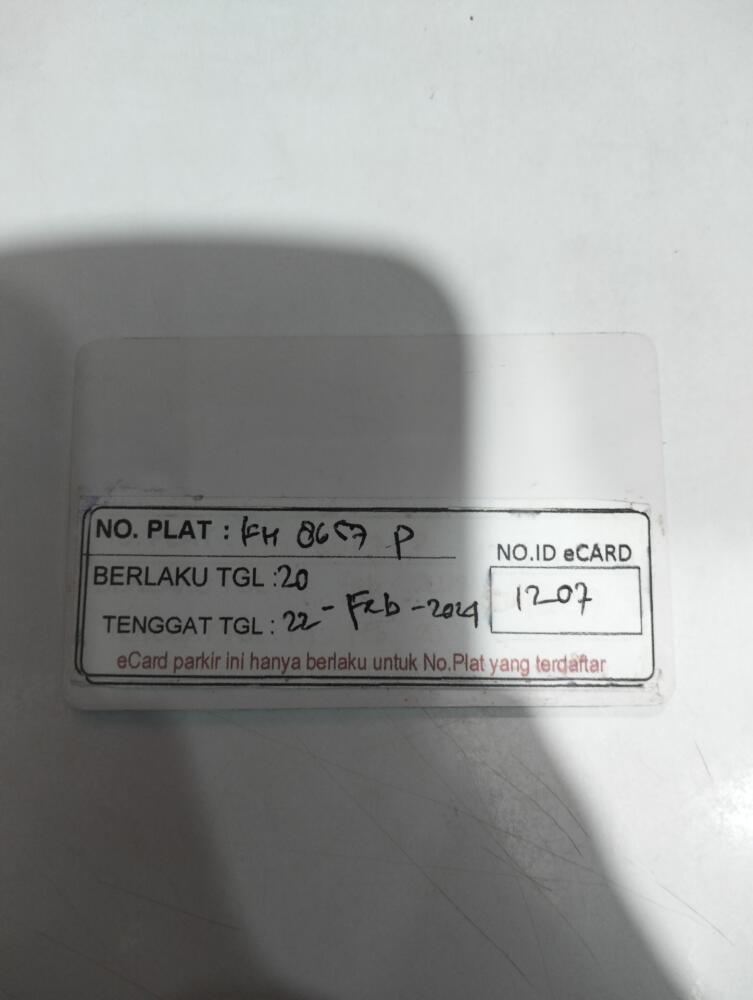 NO. PLAT : KH 8657 P
NO.ID eCARD
BERLAKU TGL : 20
1207
TENGGAT TGL : 22 - Feb - 2024
eCard parkir ini hanya berlaku untuk No.Plat yang terdaftar